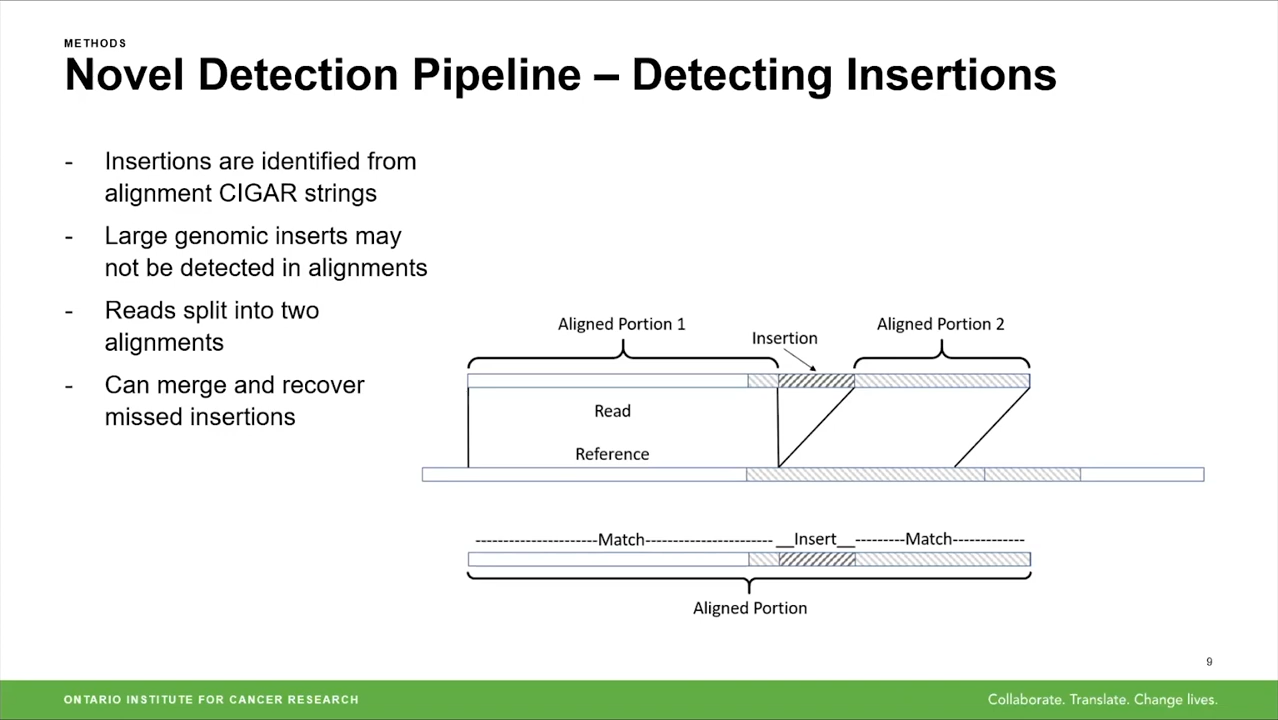 METHODS
Novel Detection Pipeline – Detecting Insertions
- Insertions are identified from
alignment CIGAR strings
- Large genomic inserts may
not be detected in alignments
- Reads split into two
alignments
- Can merge and recover
missed insertions
Aligned Portion 1
Insertion
Aligned Portion 2
Read
Reference
----------------------Match----------------------- __Insert__---------Match-------------
Aligned Portion
9
ONTARIO INSTITUTE FOR CANCER RESEARCH
Collaborate. Translate. Change lives.